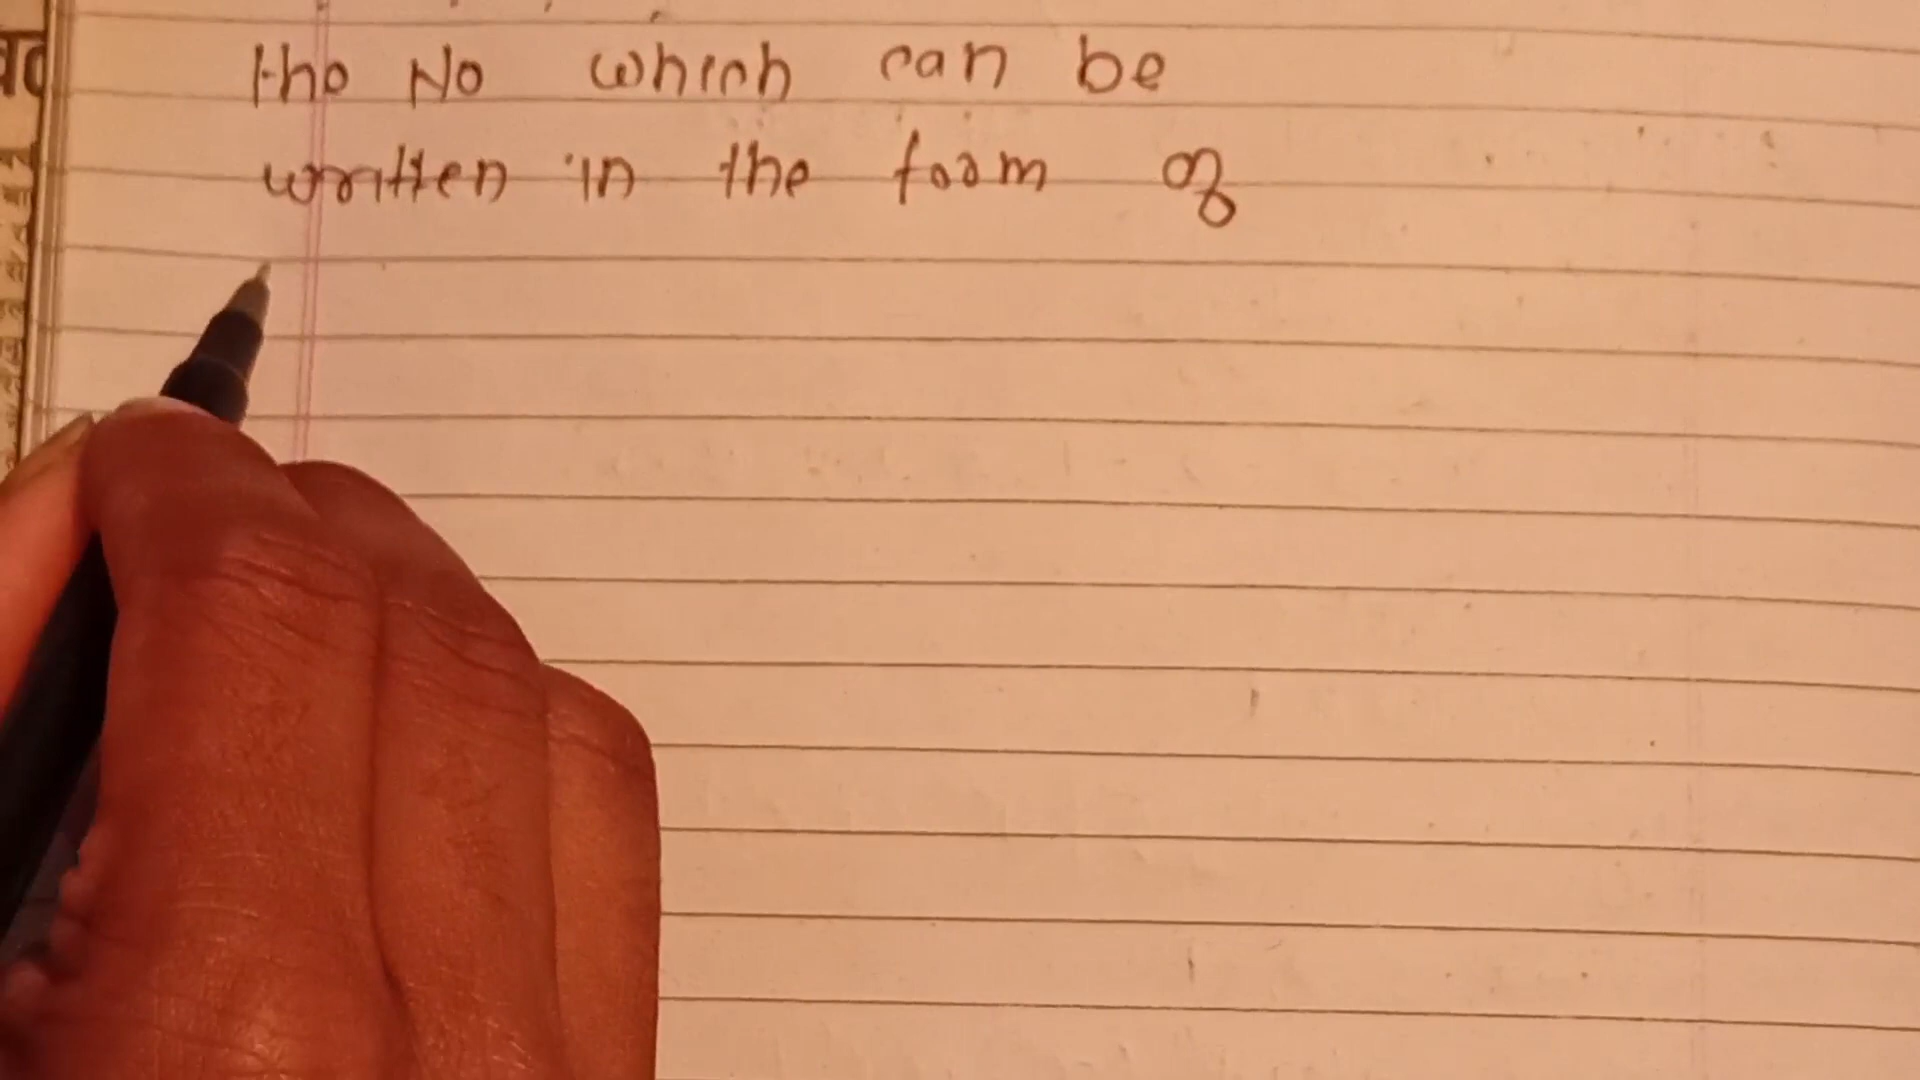 the No which can be
written in the form of